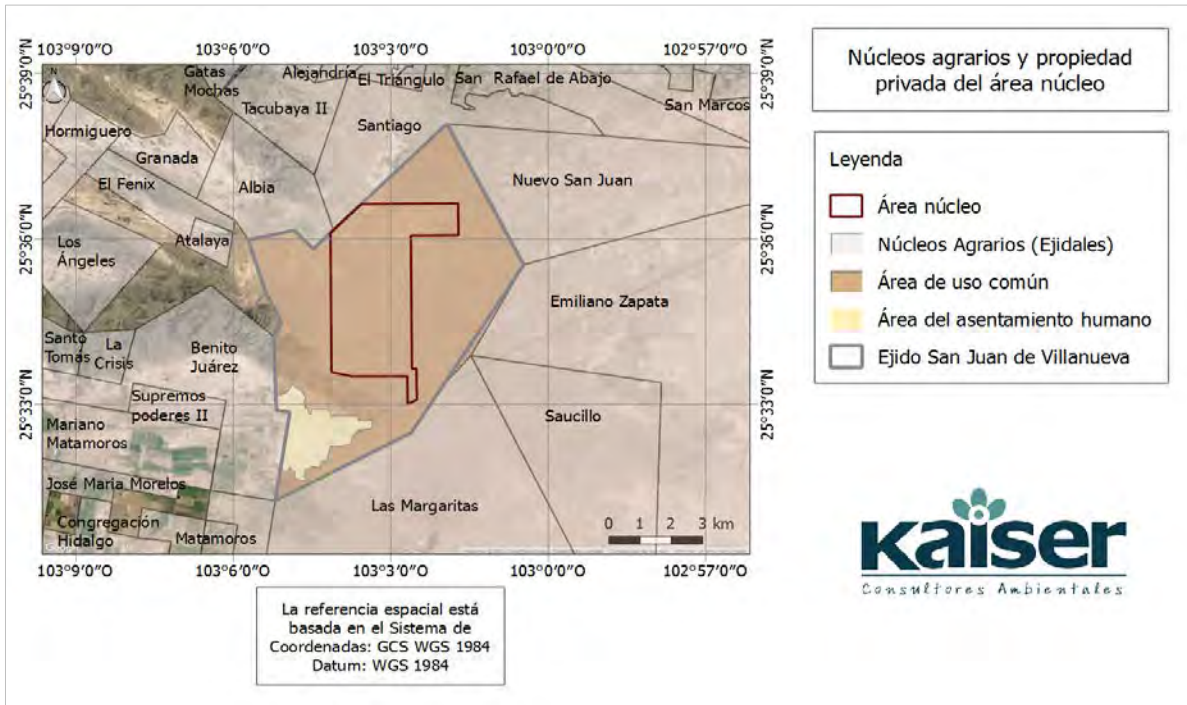 103°9'0"O 103°6'0"O 103°3'0"O 103°0'0"O 102°57'0"O
25°39'0"N
25°36'0"N
25°33'0"N
25°39'0"N
25°36'0"N
25°33'0"N
N
Gatas
Mochas
Alejandría
El Triángulo
San Rafael de Abajo
San Marcos
Tacubaya II
Santiago
Hormiguero
Granada
El Fenix
Albia
Nuevo San Juan
Atalaya
Los
Ángeles
Emiliano Zapata
Santo
Tomás
La
Crisis
Benito
Juárez
Supremos
poderes II
Mariano
Matamoros
Saucillo
José María Morelos
Las Margaritas
Congregación
Hidalgo
Matamoros
0 1 2 3 km
103°9'0"O 103°6'0"O 103°3'0"O 103°0'0"O 102°57'0"O
La referencia espacial está
basada en el Sistema de
Coordenadas: GCS WGS 1984
Datum: WGS 1984
Núcleos agrarios y propiedad
privada del área núcleo
Leyenda
Área núcleo
Núcleos Agrarios (Ejidales)
Área de uso común
Área del asentamiento humano
Ejido San Juan de Villanueva
Kaiser
Consultores Ambientales